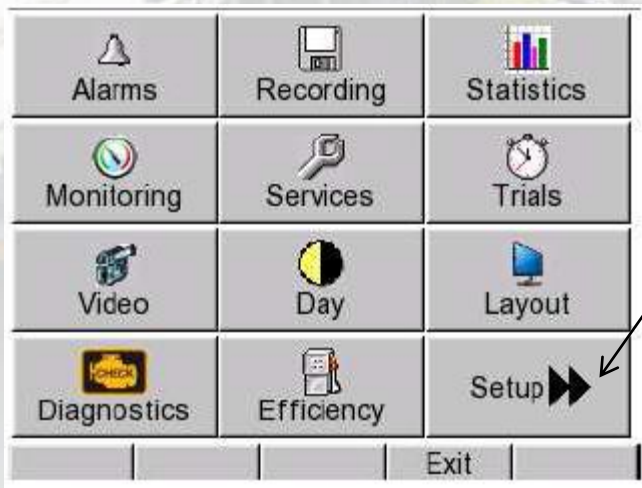 Alarms Recording Statistics
Monitoring Services Trials
Video Day Layout
CHECK
Diagnostics Efficiency Setup
Exit